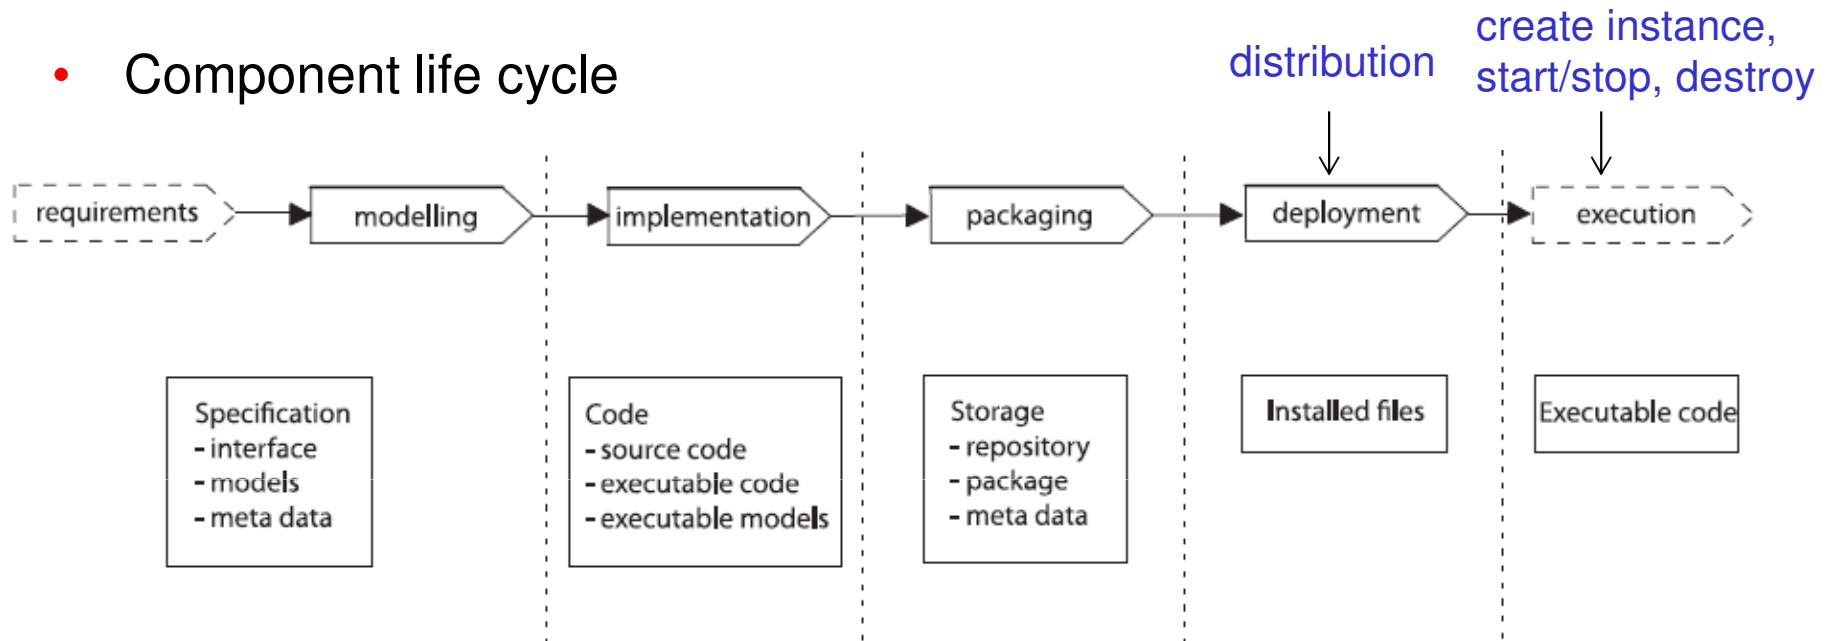 • Component life cycle
distribution
create instance,
start/stop, destroy
requirements
modelling
implementation
packaging
deployment
execution
Specification
- interface
- models
- meta data
Code
- source code
- executable code
- executable models
Storage
- repository
- package
- meta data
Installed files
Executable code